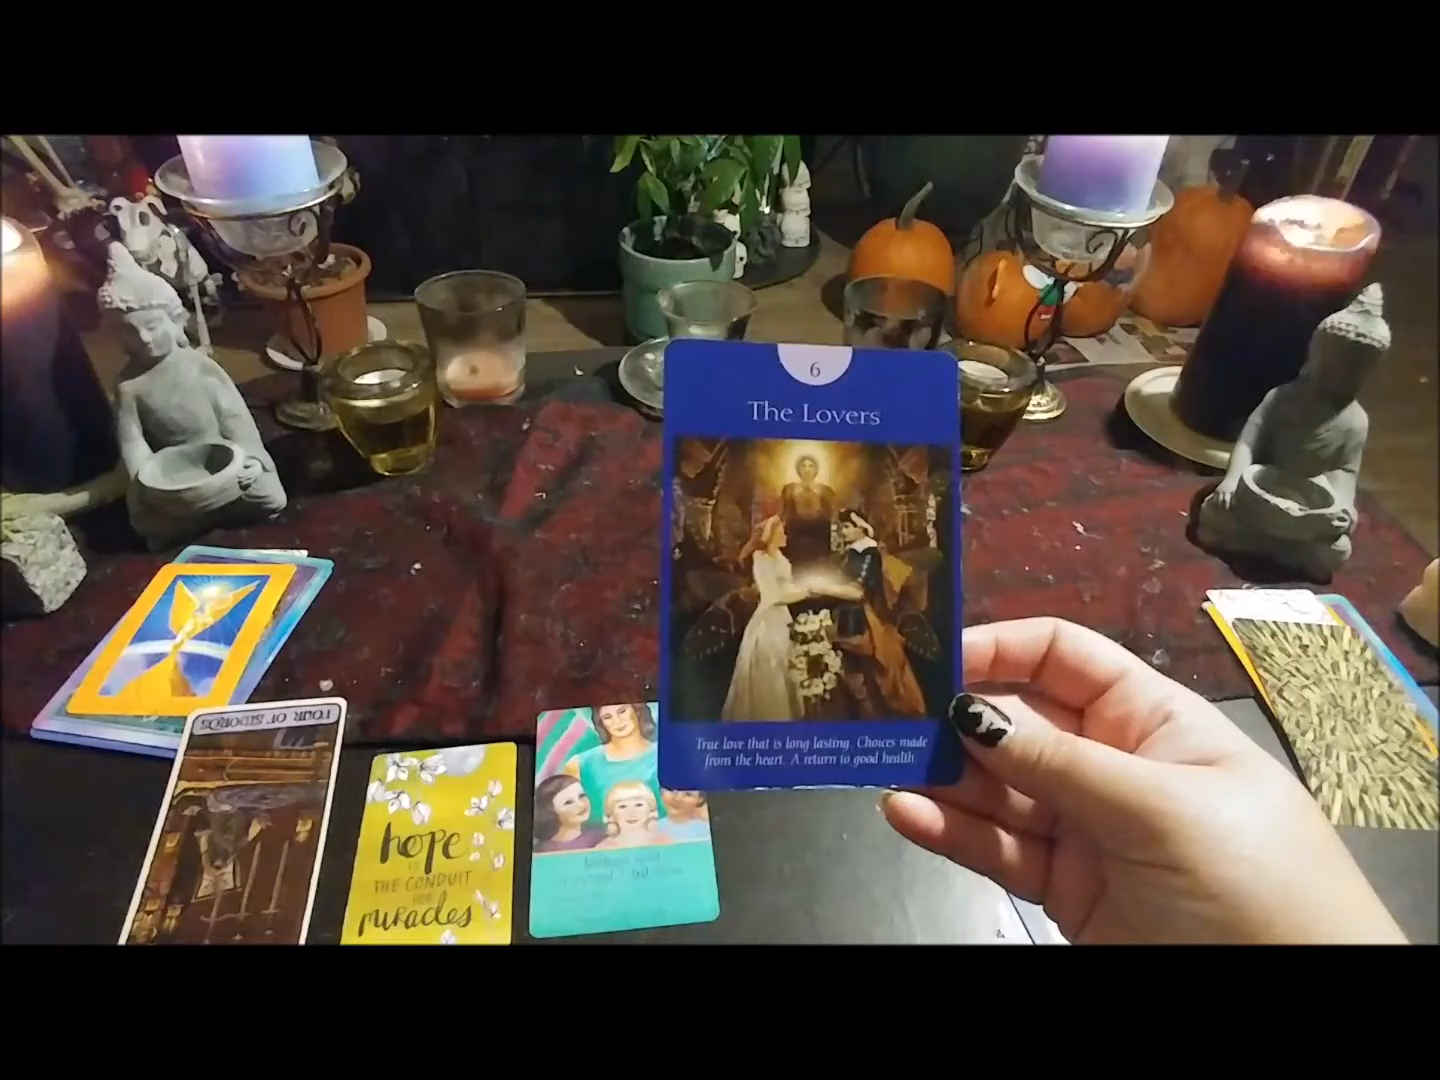 6
The Lovers
True love that is long lasting. Choices made
from the heart. A return to good health.
FOUR OF SWORDS
hope
IS
THE CONDUIT
FOR
miracles